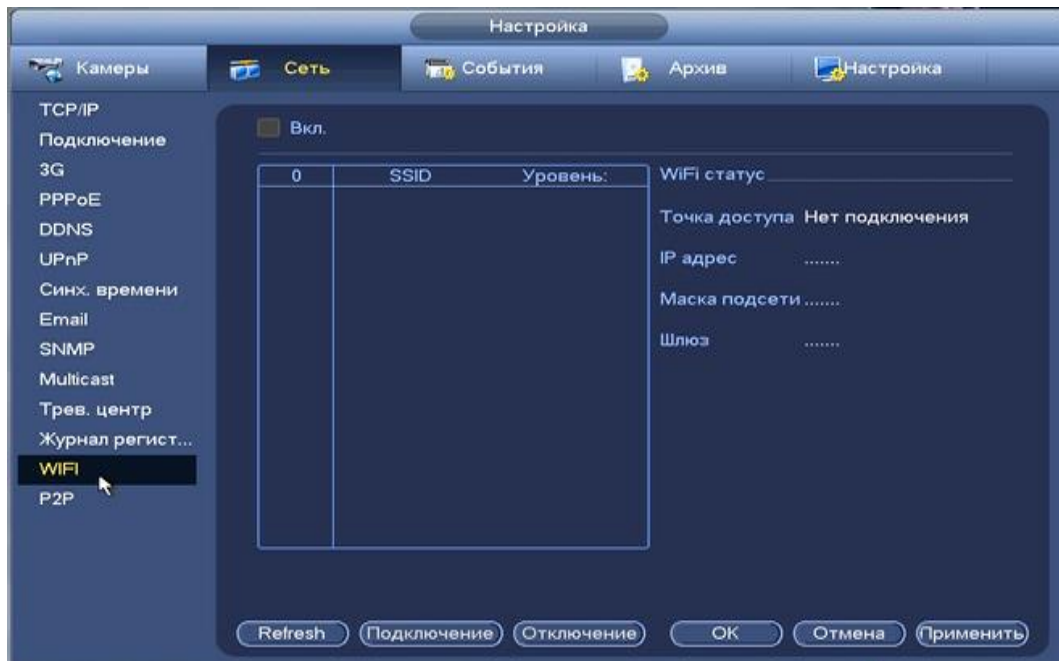 Настройка
Камеры
Сеть
События
Архив
Настройка
TCP/IP
Подключение
3G
PPPoE
DDNS
UPnP
Синх. времени
Email
SNMP
Multicast
Трев. центр
Журнал регист...
WIFI
P2P
Вкл.
0 SSID Уровень:
WiFi статус
Точка доступа Нет подключения
IP адрес .......
Маска подсети .......
Шлюз .......
Refresh Подключение Отключение OK Отмена Применить